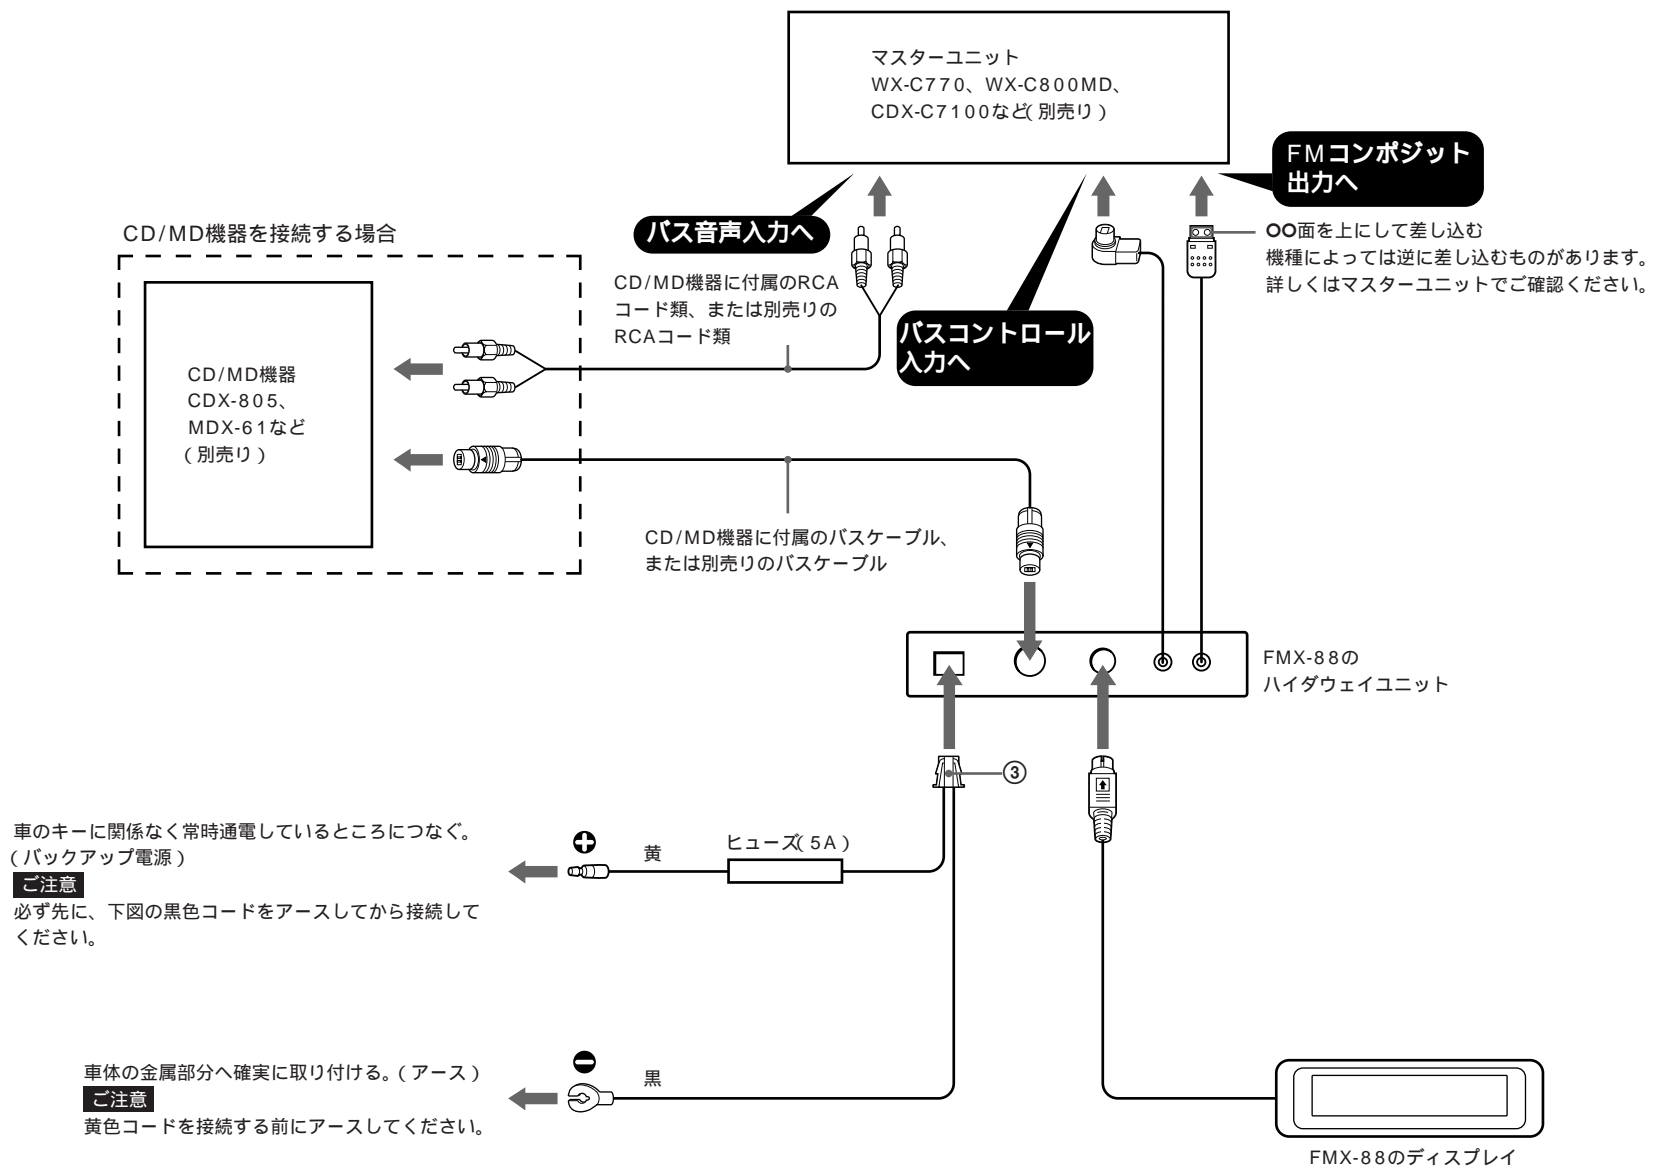 マスターユニット
WX-C770、WX-C800MD、
CDX-C7100など(別売り)
FMコンポジット
出力へ
バス音声入力へ
○○面を上にして差し込む
機種によっては逆に差し込むものがあります。
詳しくはマスターユニットでご確認ください。
CD/MD機器を接続する場合
CD/MD機器に付属のRCA
コード類、または別売りの
RCAコード類
バスコントロール
入力へ
CD/MD機器
CDX-805、
MDX-61など
(別売り)
CD/MD機器に付属のバスケーブル、
または別売りのバスケーブル
FMX-88の
ハイダウェイユニット
③
車のキーに関係なく常時通電しているところにつなぐ。
(バックアップ電源)
ご注意
必ず先に、下図の黒色コードをアースしてから接続して
ください。
黄
ヒューズ(5A)
車体の金属部分へ確実に取り付ける。(アース)
ご注意
黄色コードを接続する前にアースしてください。
黒
FMX-88のディスプレイ